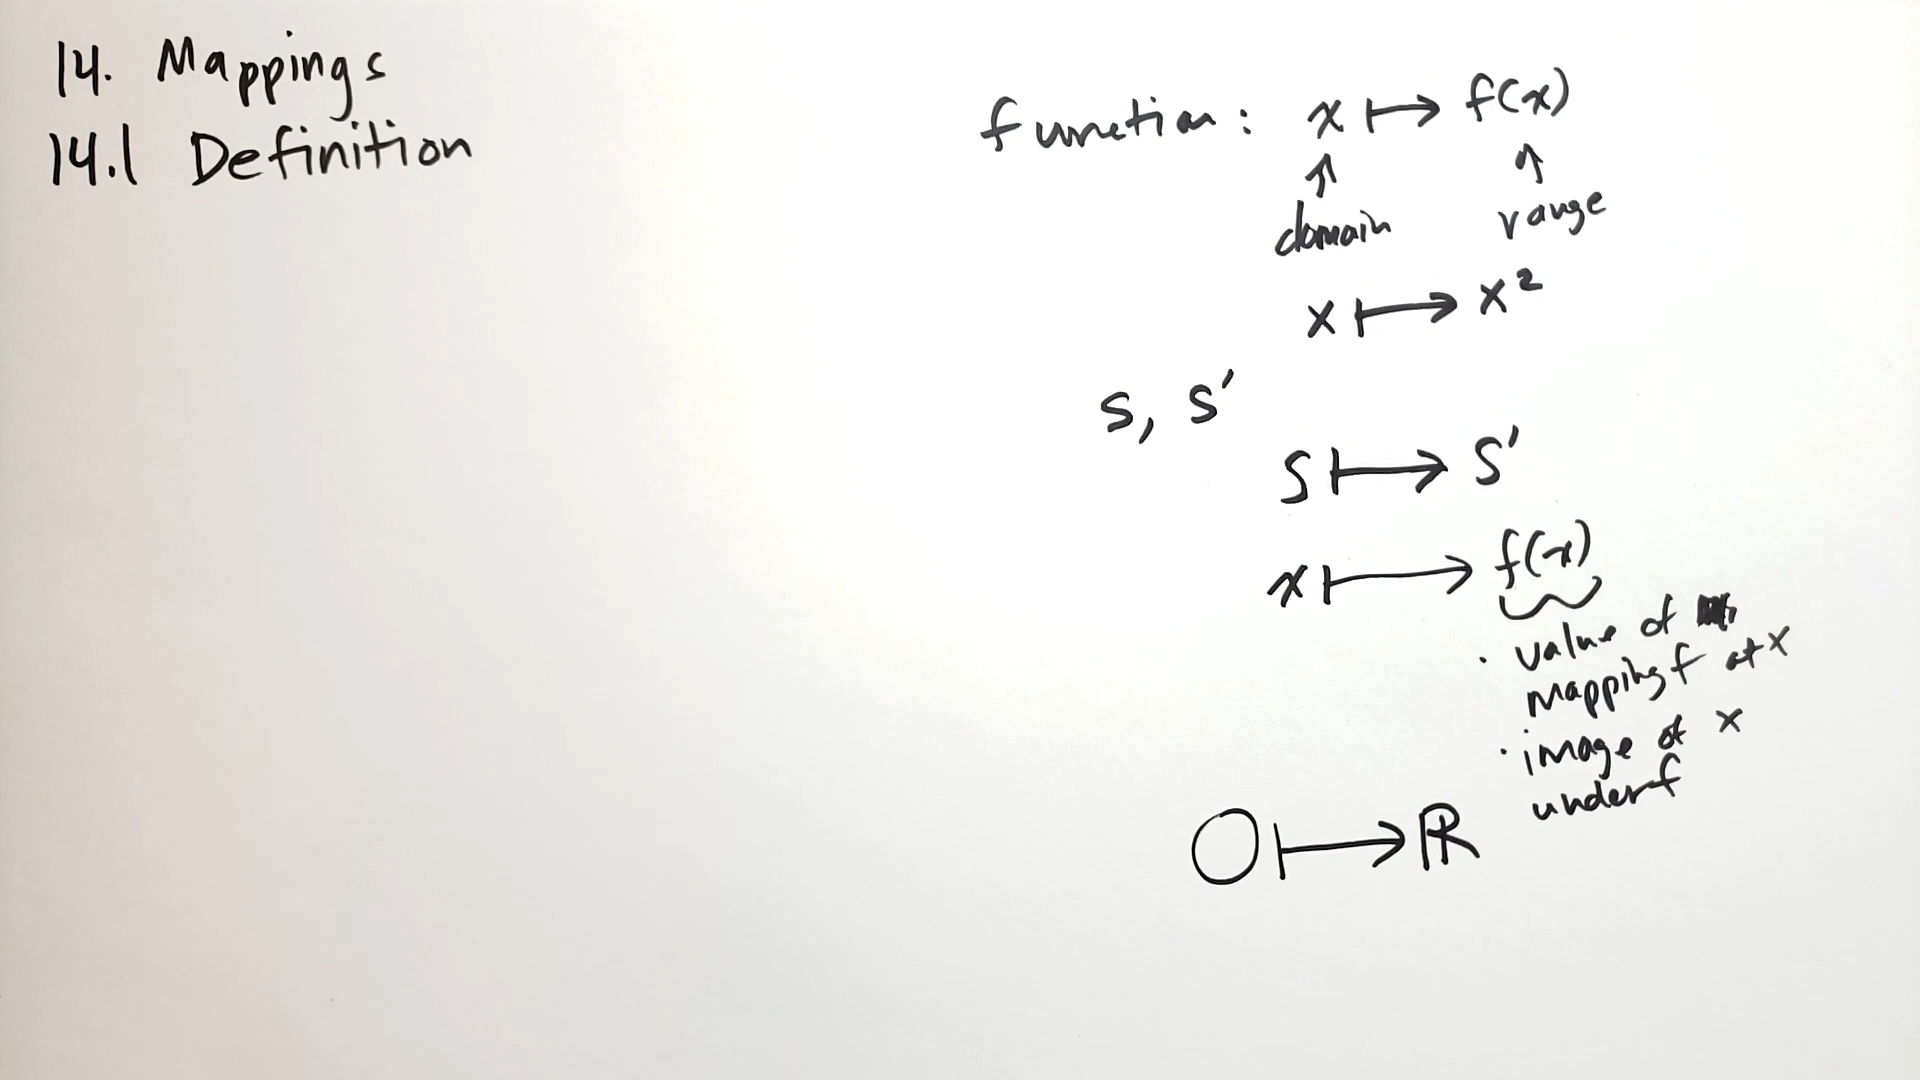 14. Mappings
14.1 Definition
function: x ↦ f(x)
↑ ↑
domain range
x ↦ x²
S, S'
S ↦ S'
x ↦ f(x)
· value of
mapping f at x
· image of x
under f
O ↦ ℝ